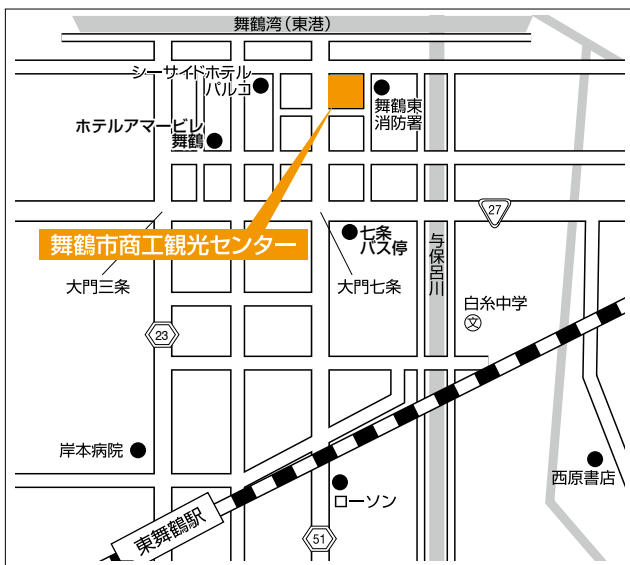 舞鶴湾（東港）
シーサイドホテル
パルコ
舞鶴東
消防署
ホテルアマービレ
舞鶴
27
舞鶴市商工観光センター
七条
バス停
与保呂川
大門三条
大門七条
白糸中学
文
23
岸本病院
西原書店
ローソン
東舞鶴駅
51